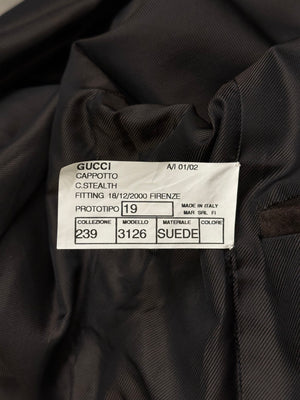 GUCCI A/I 01/02
CAPPOTTO
C.STEALTH
FITTING 18/12/2000 FIRENZE
PROTOTIPO 19 MADE IN ITALY
MAR SRL FI
COLLEZIONE MODELLO MATERIALE COLORE
239 3126 SUEDE